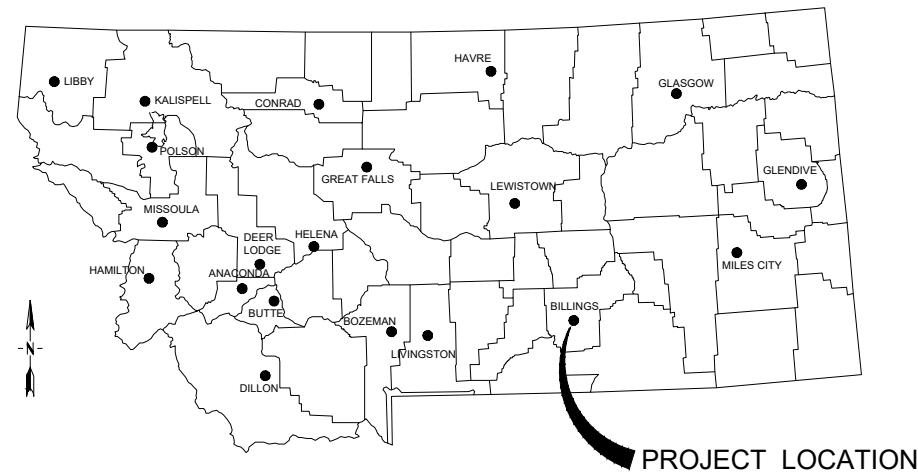 HAVRE
LIBBY
GLASGOW
KALISPELL
CONRAD
POLSON
GREAT FALLS
GLENDIVE
LEWISTOWN
MISSOULA
DEER
LODGE
HELENA
MILES CITY
HAMILTON
ANACONDA
BUTTE
BILLINGS
BOZEMAN
N
LIVINGSTON
DILLON
PROJECT LOCATION